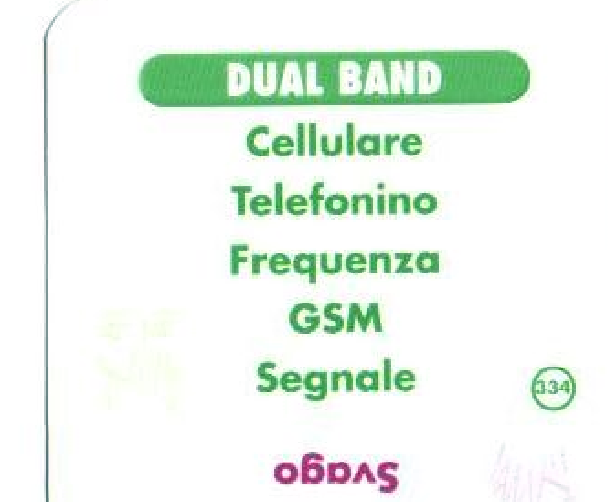 DUAL BAND
Cellulare
Telefonino
Frequenza
GSM
Segnale
334
Svago